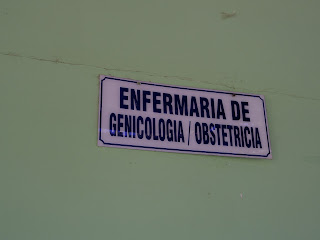 ENFERMARIA DE
GENICOLOGIA / OBSTETRICIA